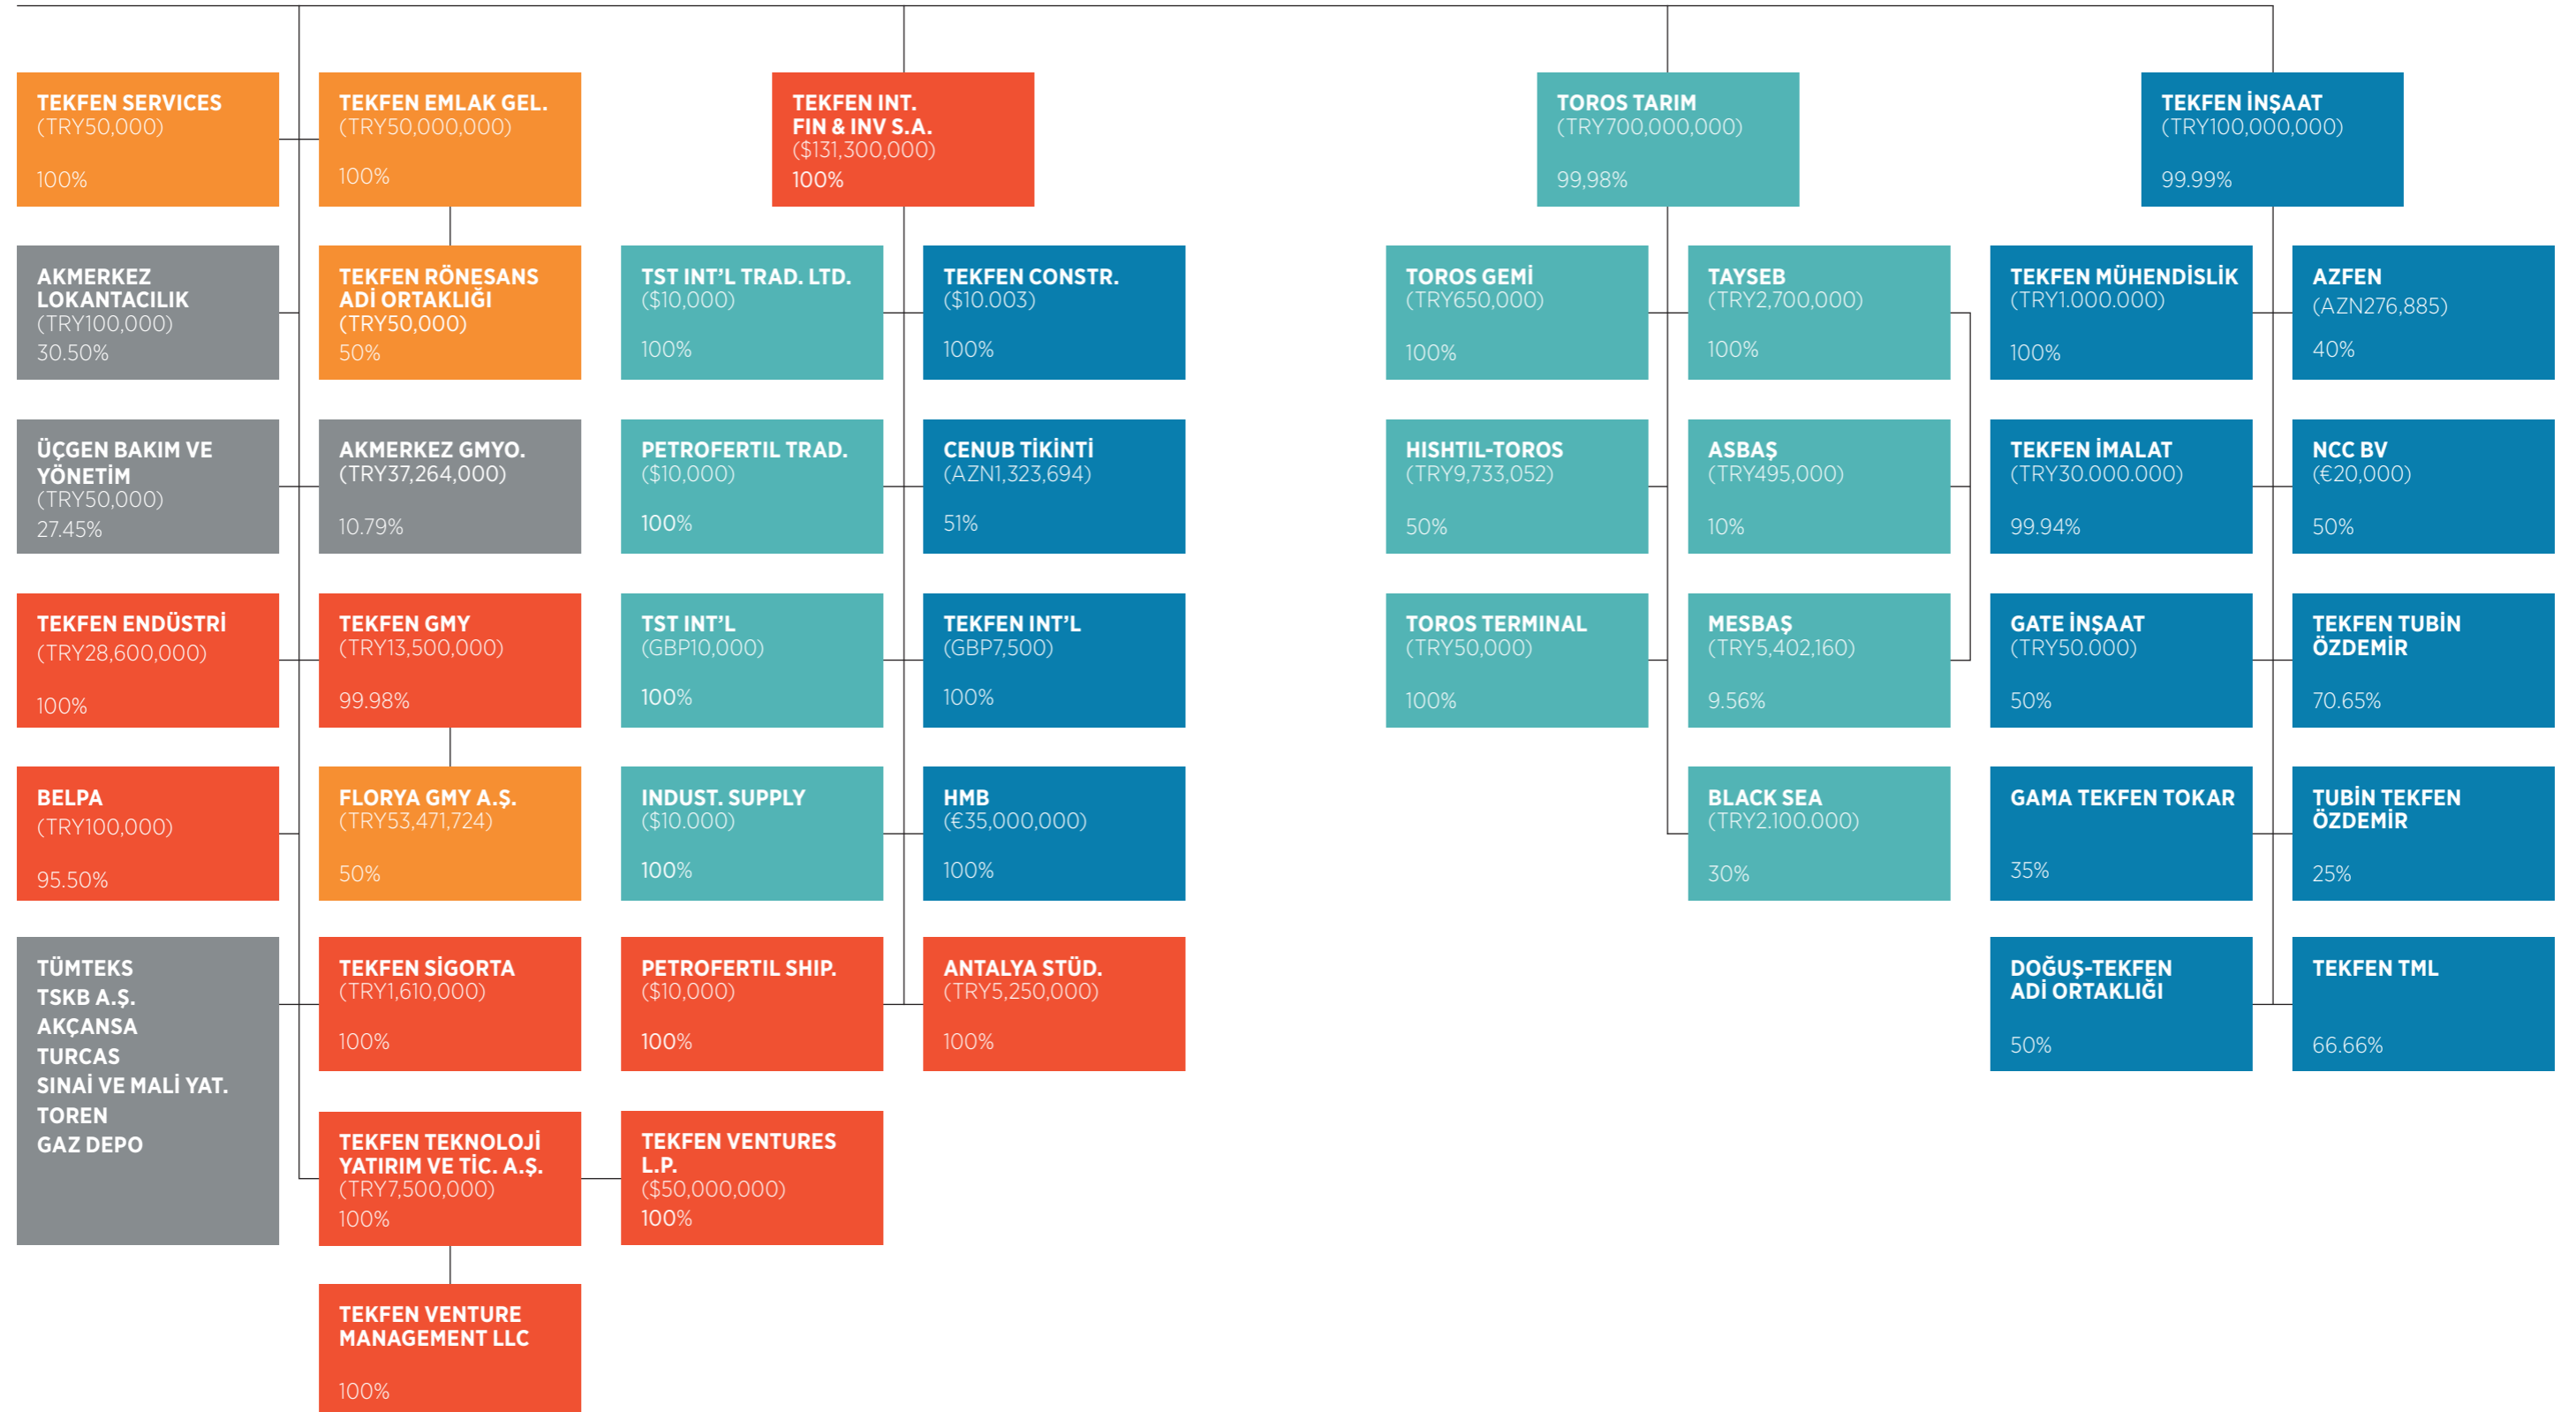 TEKFEN SERVICES
(TRY50,000)
100%
TEKFEN EMLAK GEL.
(TRY50,000,000)
100%
TEKFEN INT.
FIN & INV S.A.
($131,300,000)
100%
TOROS TARIM
(TRY700,000,000)
99,98%
TEKFEN İNŞAAT
(TRY100,000,000)
99.99%
AKMERKEZ
LOKANTACILIK
(TRY100,000)
30.50%
TEKFEN RÖNESANS
ADİ ORTAKLIĞI
(TRY50,000)
50%
TST INT'L TRAD. LTD.
($10,000)
100%
TEKFEN CONSTR.
($10.003)
100%
TOROS GEMİ
(TRY650,000)
100%
TAYSEB
(TRY2,700,000)
100%
TEKFEN MÜHENDİSLİK
(TRY1.000.000)
100%
AZFEN
(AZN276,885)
40%
ÜÇGEN BAKIM VE
YÖNETİM
(TRY50,000)
27.45%
AKMERKEZ GMYO.
(TRY37,264,000)
10.79%
PETROFERTIL TRAD.
($10,000)
100%
CENUB TİKİNTİ
(AZN1,323,694)
51%
HISHTIL-TOROS
(TRY9,733,052)
50%
ASBAŞ
(TRY495,000)
10%
TEKFEN İMALAT
(TRY30.000.000)
99.94%
NCC BV
(€20,000)
50%
TEKFEN ENDÜSTRİ
(TRY28,600,000)
100%
TEKFEN GMY
(TRY13,500,000)
99.98%
TST INT'L
(GBP10,000)
100%
TEKFEN INT'L
(GBP7,500)
100%
TOROS TERMINAL
(TRY50,000)
100%
MESBAŞ
(TRY5,402,160)
9.56%
GATE İNŞAAT
(TRY50.000)
50%
TEKFEN TUBİN
ÖZDEMİR
70.65%
BELPA
(TRY100,000)
95.50%
FLORYA GMY A.Ş.
(TRY53,471,724)
50%
INDUST. SUPPLY
($10.000)
100%
HMB
(€35,000,000)
100%
BLACK SEA
(TRY2.100.000)
30%
GAMA TEKFEN TOKAR
35%
TUBİN TEKFEN
ÖZDEMİR
25%
TÜMTEKS
TSKB A.Ş.
AKÇANSA
TURCAS
SINAİ VE MALİ YAT.
TOREN
GAZ DEPO
TEKFEN SİGORTA
(TRY1,610,000)
100%
PETROFERTIL SHIP.
($10,000)
100%
ANTALYA STÜD.
(TRY5,250,000)
100%
DOĞUŞ-TEKFEN
ADİ ORTAKLIĞI
50%
TEKFEN TML
66.66%
TEKFEN TEKNOLOJİ
YATIRIM VE TİC. A.Ş.
(TRY7,500,000)
100%
TEKFEN VENTURES
L.P.
($50,000,000)
100%
TEKFEN VENTURE
MANAGEMENT LLC
100%